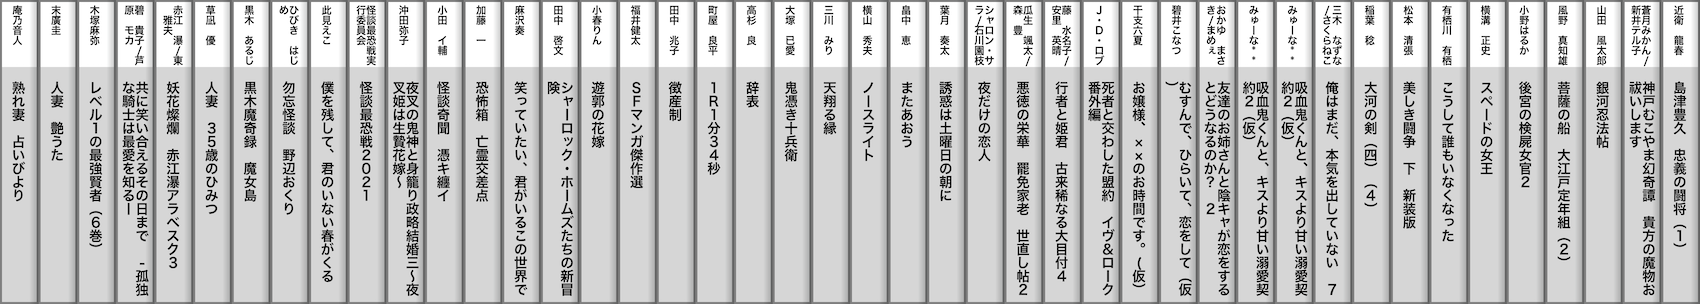 近衛　龍春
島津豊久　忠義の闘将（１）
蒼月みかん/
新井テル子
神戸むこやま幻奇譚　貴方の魔物お
祓いします
山田　風太郎
銀河忍法帖
風野　真知雄
菩薩の船　大江戸定年組（２）
小野はるか
後宮の検屍女官２
横溝　正史
スペードの女王
有栖川　有栖
こうして誰もいなくなった
松本　清張
美しき闘争　下　新装版
稲葉　稔
大河の剣（四）（４）
三木　なずな
/さくらねこ
俺はまだ、本気を出していない　７
みゅーな**
吸血鬼くんと、キスより甘い溺愛契
約２（仮）
みゅーな**
吸血鬼くんと、キスより甘い溺愛契
約２（仮）
おかゆ　まさ
き/まめぇ
友達のお姉さんと陰キャが恋をする
とどうなるのか？　２
碧井こなつ
むすんで、ひらいて、恋をして（仮
）
干支六夏
お嬢様、××のお時間です。（仮）
Ｊ・Ｄ・ロブ
死者と交わした盟約　イヴ＆ローク
番外編
藤　水名子/
安里　英晴
行者と姫君　古来稀なる大目付４
瓜生　颯太/
森　豊
悪徳の栄華　罷免家老　世直し帖２
シャロン・サ
ラ/石川園枝
夜だけの恋人
葉月　奏太
誘惑は土曜日の朝に
畠中　恵
またあおう
横山　秀夫
ノースライト
三川　みり
天翔る縁
大塚　已愛
鬼憑き十兵衛
高杉　良
辞表
町屋　良平
１Ｒ１分３４秒
田中　兆子
徴産制
福井健太
ＳＦマンガ傑作選
小春りん
遊郭の花嫁
田中　啓文
シャーロック・ホームズたちの新冒
険
麻沢奏
笑っていたい、君がいるこの世界で
加藤　一
恐怖箱　亡霊交差点
小田　イ輔
怪談奇聞　憑キ纏イ
沖田弥子
夜叉の鬼神と身籠り政略結婚三～夜
叉姫は生贄花嫁～
怪談最恐戦実
行委員会
怪談最恐戦２０２１
此見えこ
僕を残して、君のいない春がくる
ひびき　はじ
め
勿忘怪談　野辺おくり
黒木　あるじ
黒木魔奇録　魔女島
草凪　優
人妻　３５歳のひみつ
赤江　瀑/東
雅夫
妖花燦爛　赤江瀑アラベスク３
碧　貴子/芦
原　モカ
共に笑い合えるその日まで　－孤独
な騎士は最愛を知るー
木塚麻弥
レベル１の最強賢者（６巻）
末廣圭
人妻　艶うた
庵乃音人
熟れ妻　占いびより